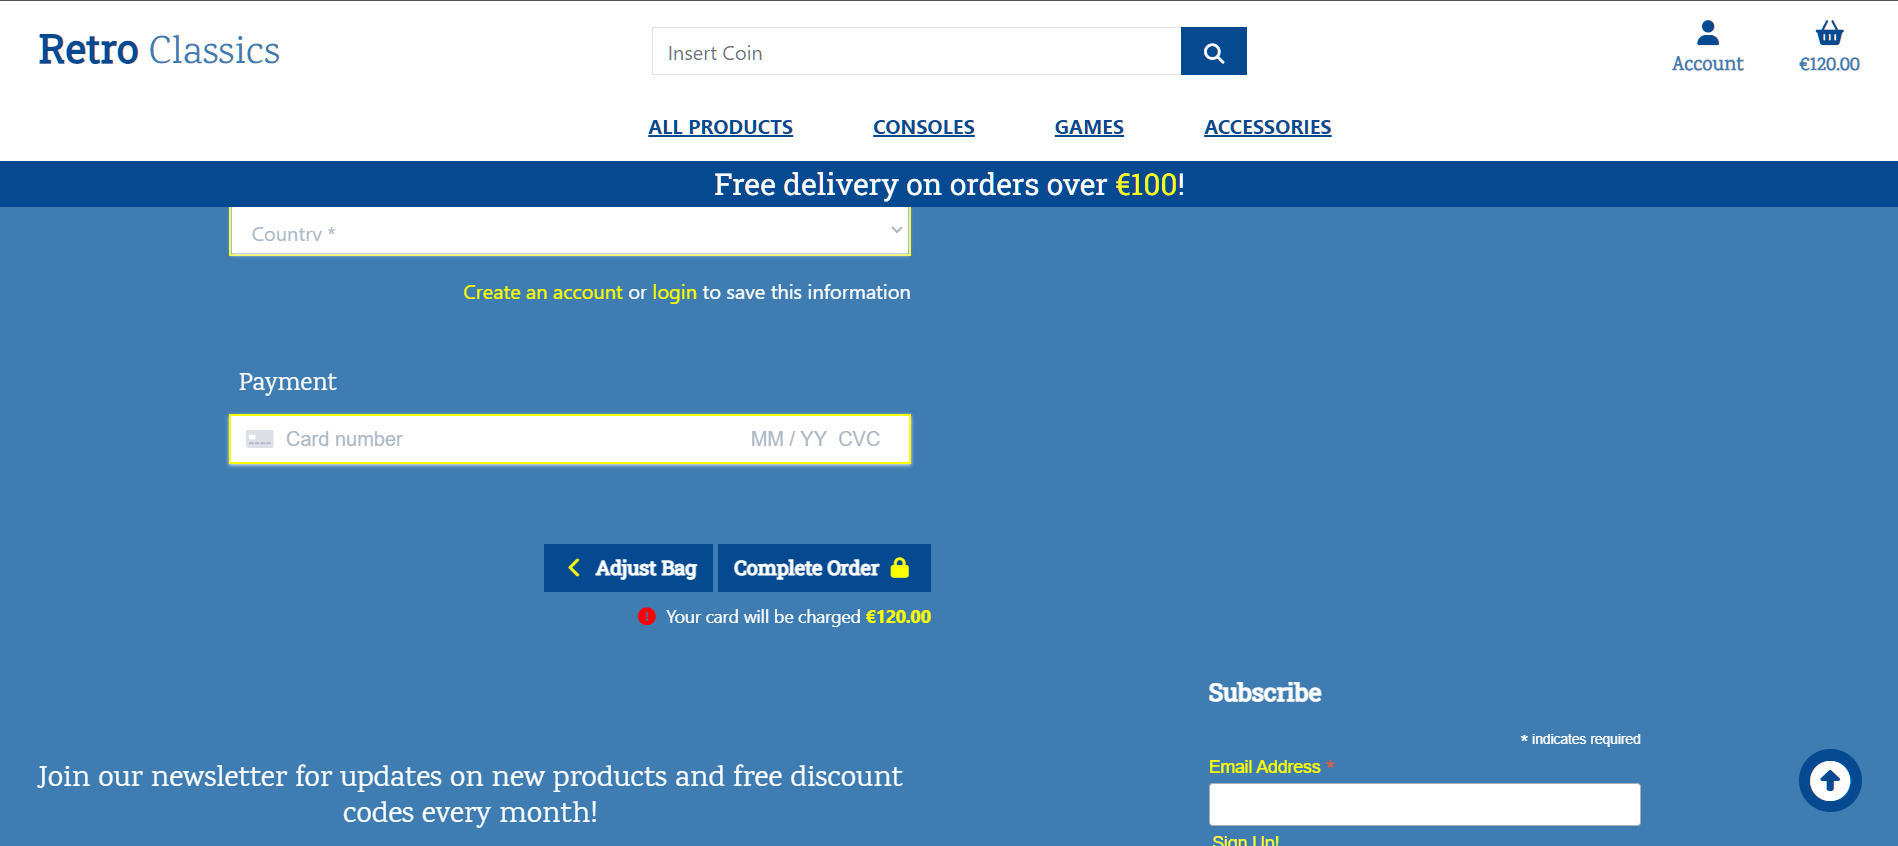 Retro Classics
Insert Coin
Account
€120.00
ALL PRODUCTS
CONSOLES
GAMES
ACCESSORIES
Free delivery on orders over €100!
Country *
Create an account or login to save this information
Payment
Card number
MM / YY CVC
Adjust Bag
Complete Order
Your card will be charged €120.00
Subscribe
* indicates required
Email Address *
Join our newsletter for updates on new products and free discount
codes every month!
Sign Up!